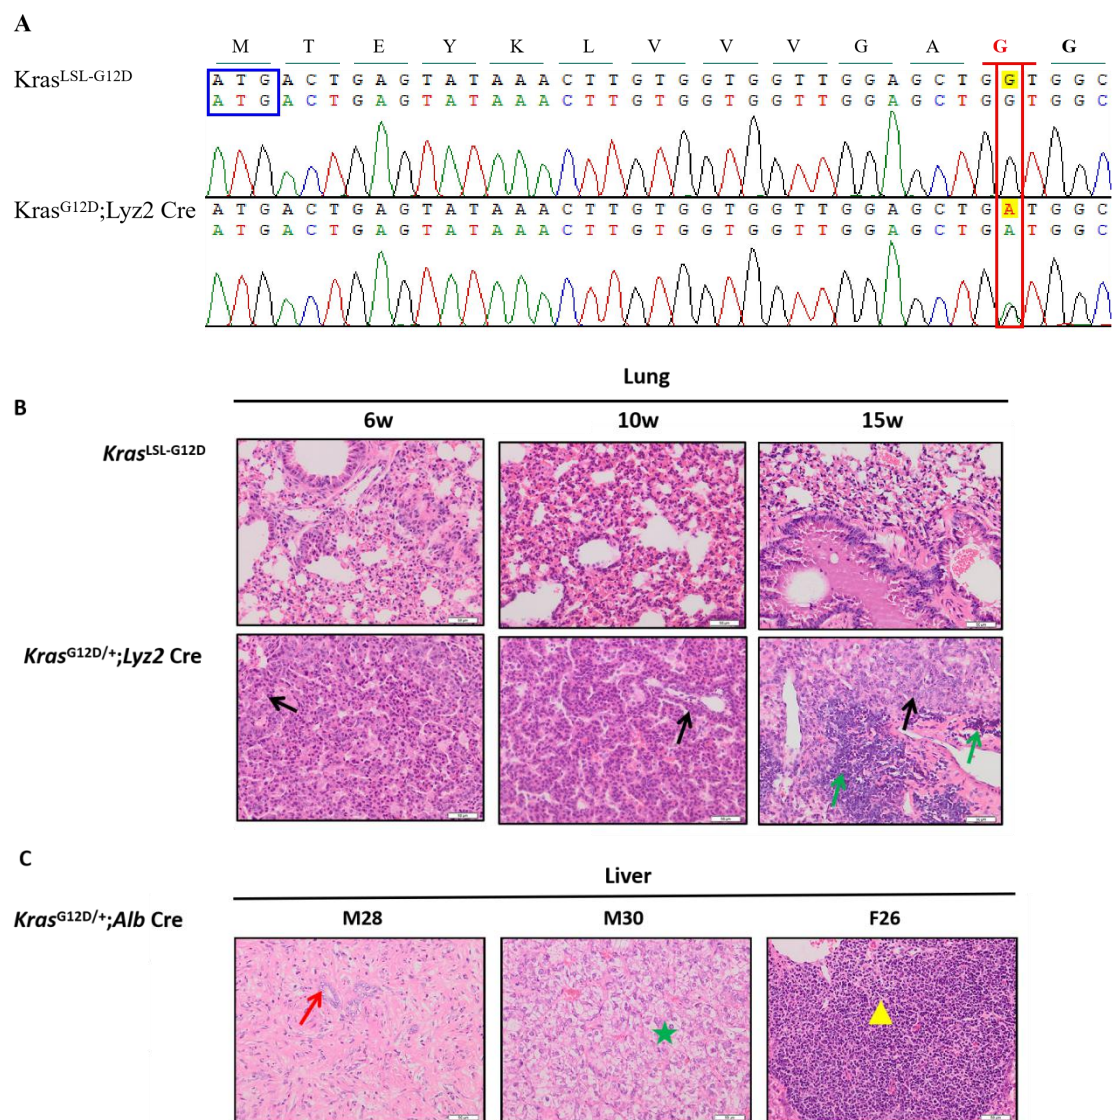 A
M T E Y K L V V V G A G G
Kras LSL-G12D
A T G A C T G A G T A T A A A C T T G T G G T G G T T G G A G C T G G T G G C
A T G A C T G A G T A T A A A C T T G T G G T G G T T G G A G C T G G T G G C
Kras G12D;Lyz2 Cre
A T G A C T G A G T A T A A A C T T G T G G T G G T T G G A G C T G A T G G C
A T G A C T G A G T A T A A A C T T G T G G T G G T T G G A G C T G A T G G C
Lung
B
6w 10w 15w
Kras LSL-G12D
Kras G12D/+;Lyz2 Cre
C
Liver
Kras G12D/+;Alb Cre
M28 M30 F26